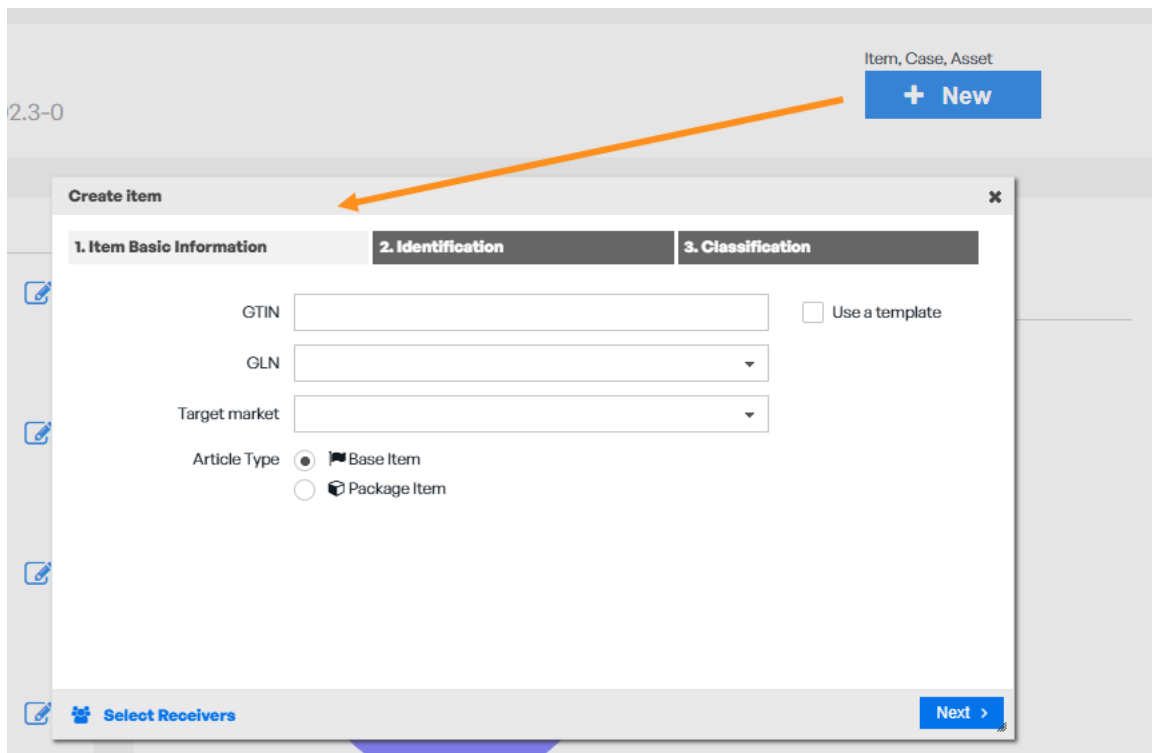 Item, Case, Asset
+ New
02.3-0
Create item
1. Item Basic Information
2. Identification
3. Classification
GTIN
Use a template
GLN
Target market
Article Type
Base Item
Package Item
Select Receivers
Next >